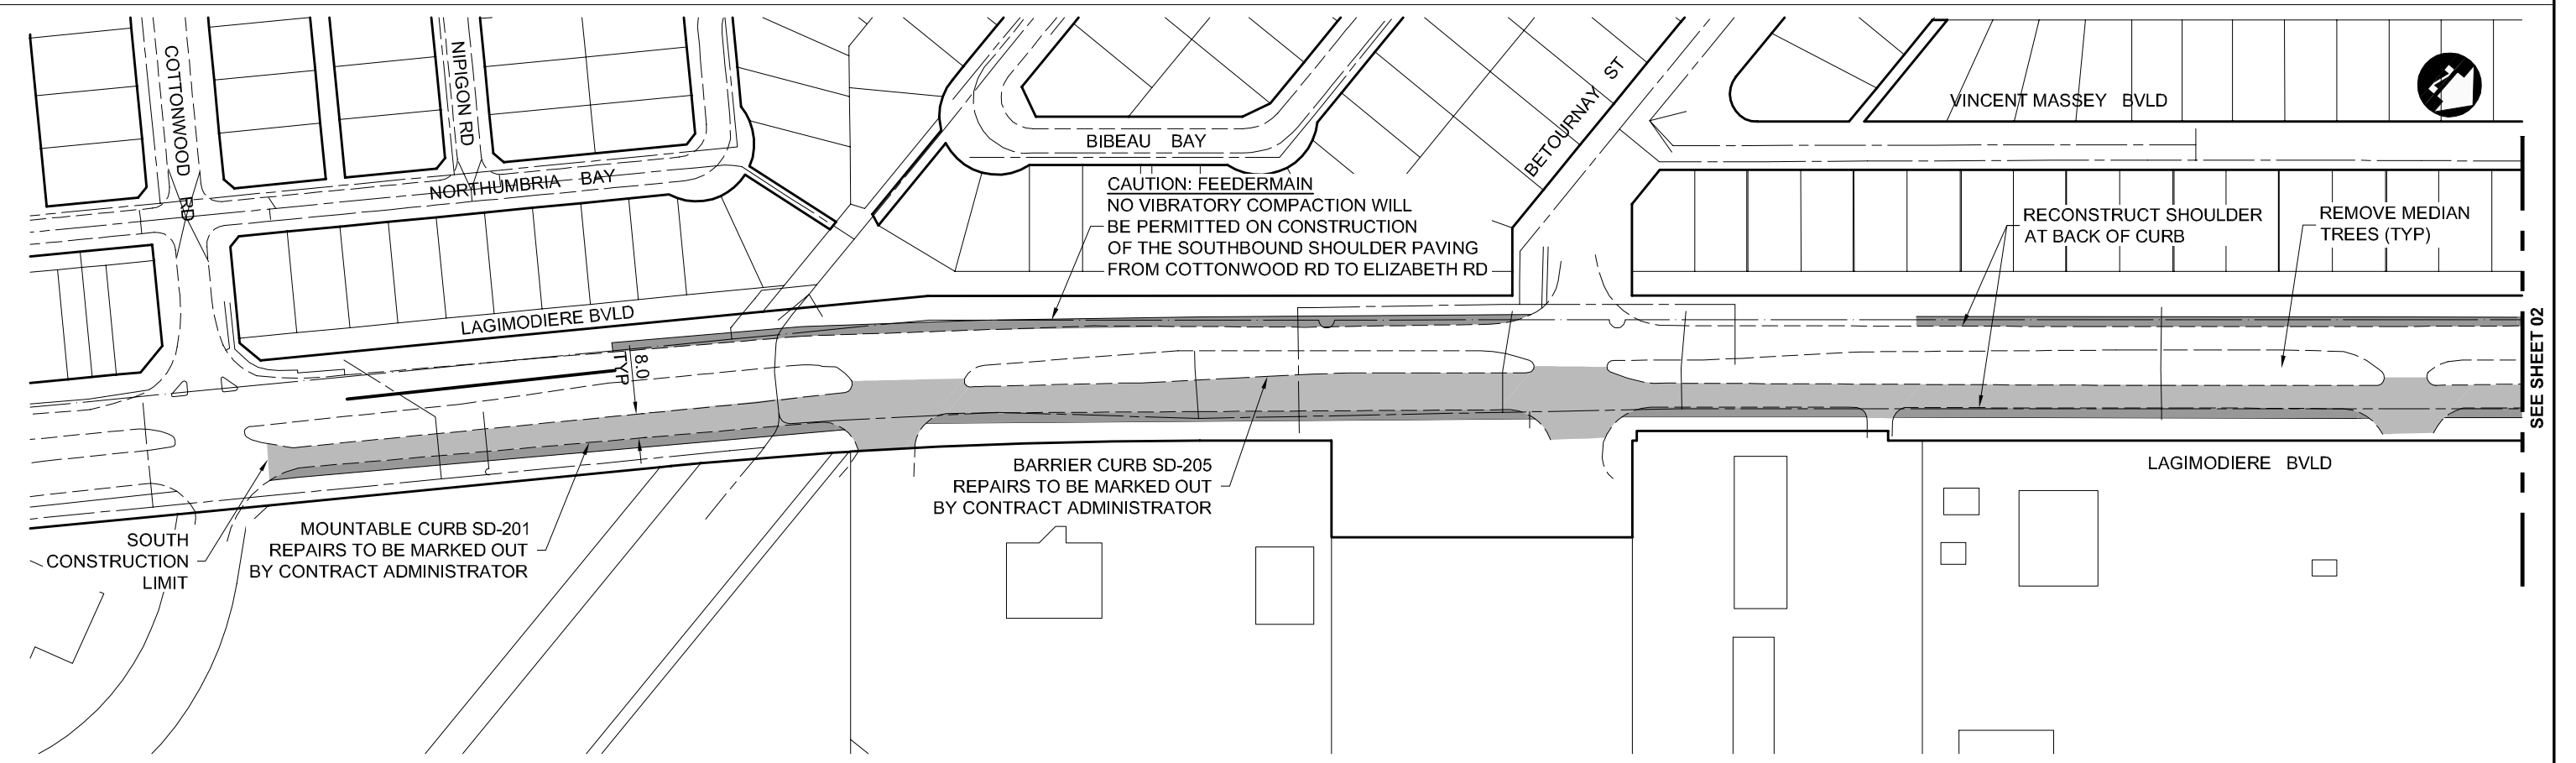 COTTONWOOD RD
NIPIGON RD
NORTHUMBRIA BAY
BIBEAU BAY
BETOURNAY ST
VINCENT MASSEY BVLD
CAUTION: FEEDERMAIN
NO VIBRATORY COMPACTION WILL
BE PERMITTED ON CONSTRUCTION
OF THE SOUTHBOUND SHOULDER PAVING
FROM COTTONWOOD RD TO ELIZABETH RD
RECONSTRUCT SHOULDER
AT BACK OF CURB
REMOVE MEDIAN
TREES (TYP)
LAGIMODIERE BVLD
8.0
TYP
SEE SHEET 02
BARRIER CURB SD-205
REPAIRS TO BE MARKED OUT
BY CONTRACT ADMINISTRATOR
LAGIMODIERE BVLD
MOUNTABLE CURB SD-201
REPAIRS TO BE MARKED OUT
BY CONTRACT ADMINISTRATOR
SOUTH
CONSTRUCTION
LIMIT